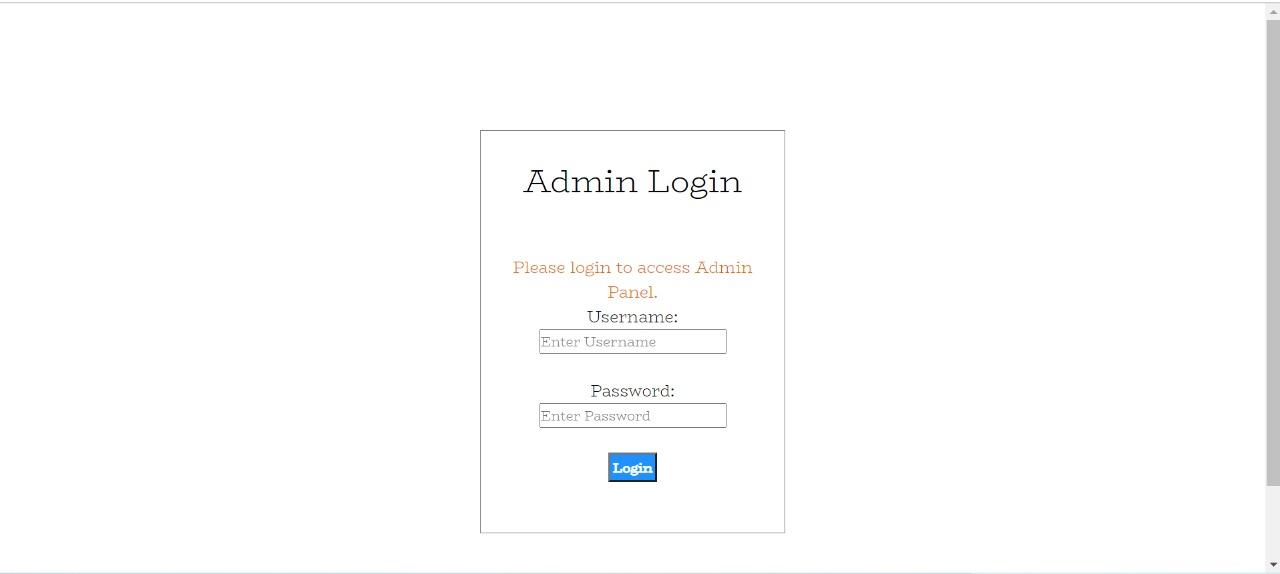 Admin Login
Please login to access Admin
Panel.
Username:
Enter Username
Password:
Enter Password
Login